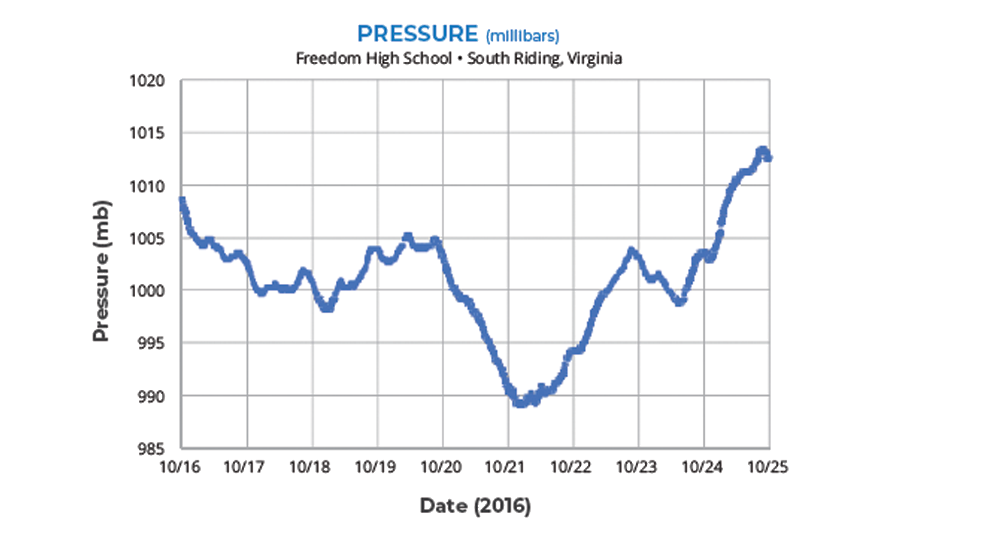 PRESSURE (millibars)
Freedom High School • South Riding, Virginia
1020
1015
1010
1005
1000
995
990
985
Pressure (mb)
10/16 10/17 10/18 10/19 10/20 10/21 10/22 10/23 10/24 10/25
Date (2016)